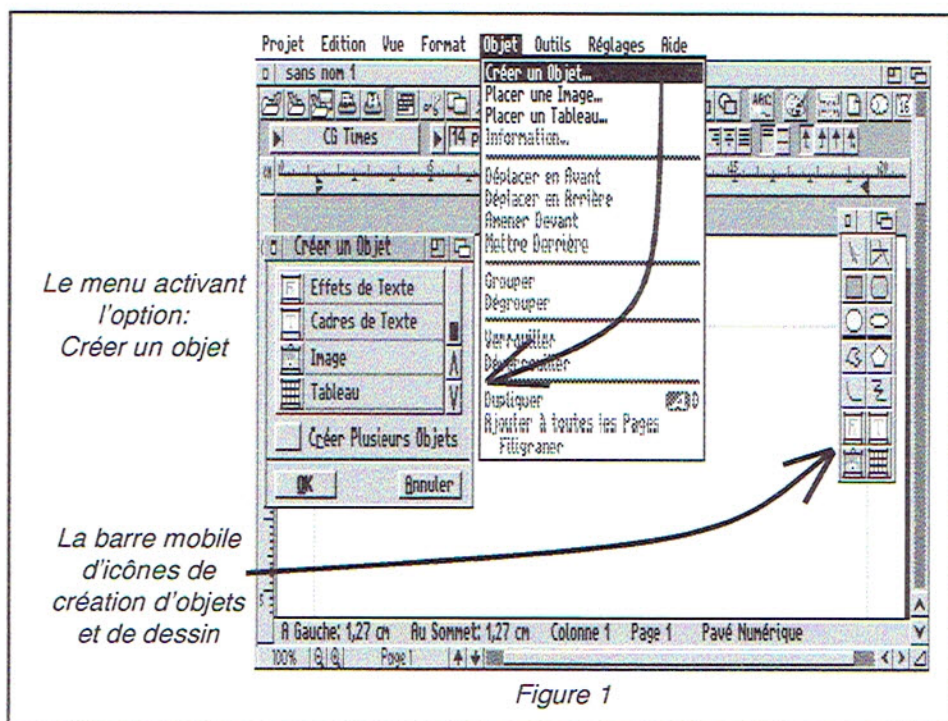 Projet Edition Vue Format Objet Outils Réglages Aide
sans nom 1
Créer un Objet...
Placer une Image...
Placer un Tableau...
Information...
CG Times
14 p
Déplacer en Avant
Déplacer en Arrière
Amener Devant
Mettre Derrière
Grouper
Dégrouper
Verrouiller
Déverrouiller
Dupliquer
Ajouter à toutes les Pages
Filigraner
Le menu activant
l'option:
Créer un objet
Créer un Objet
Effets de Texte
Cadres de Texte
Image
Tableau
Créer Plusieurs Objets
OK Annuler
La barre mobile
d'icônes de
création d'objets
et de dessin
A Gauche: 1,27 cm Au Sommet: 1,27 cm Colonne 1 Page 1 Pavé Numérique
100% Page 1
Figure 1